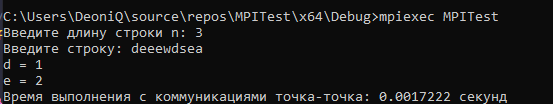 C:\Users\DeoniQ\source\repos\MPITest\x64\Debug>mpiexec MPITest
Введите длину строки n: 3
Введите строку: deeewdsea
d = 1
e = 2
Время выполнения с коммуникациями точка-точка: 0.0017222 секунд